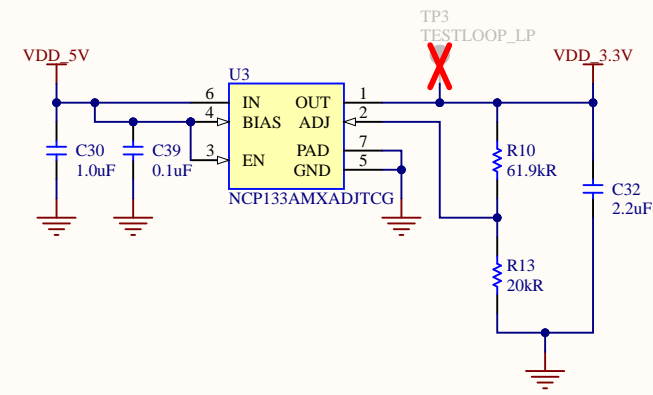 TP3
TESTLOOP_LP
VDD_5V
VDD_3.3V
U3
6 IN OUT 1
4 BIAS ADJ 2
3 EN PAD 7
GND 5
NCP133AMXADJTCG
C30
1.0uF
C39
0.1uF
R10
61.9kR
C32
2.2uF
R13
20kR